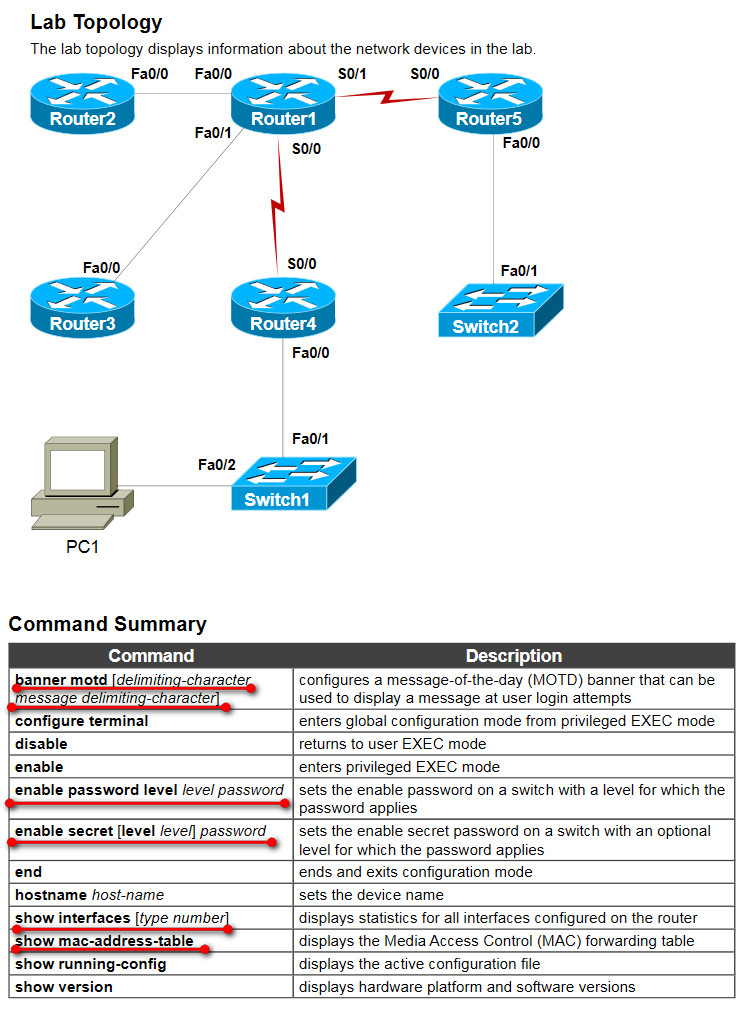 Lab Topology
The lab topology displays information about the network devices in the lab.
Fa0/0 Fa0/0 S0/1 S0/0
Router2 Router1 Router5
Fa0/1 S0/0 Fa0/0
Fa0/0 S0/0 Fa0/1
Router3 Router4 Switch2
Fa0/0
Fa0/1
Fa0/2
Switch1
PC1
Command Summary
Command Description
banner motd [delimiting-character configures a message-of-the-day (MOTD) banner that can be
message delimiting-character] used to display a message at user login attempts
configure terminal enters global configuration mode from privileged EXEC mode
disable returns to user EXEC mode
enable enters privileged EXEC mode
enable password level level password sets the enable password on a switch with a level for which the
password applies
enable secret [level level] password sets the enable secret password on a switch with an optional
level for which the password applies
end ends and exits configuration mode
hostname host-name sets the device name
show interfaces [type number] displays statistics for all interfaces configured on the router
show mac-address-table displays the Media Access Control (MAC) forwarding table
show running-config displays the active configuration file
show version displays hardware platform and software versions